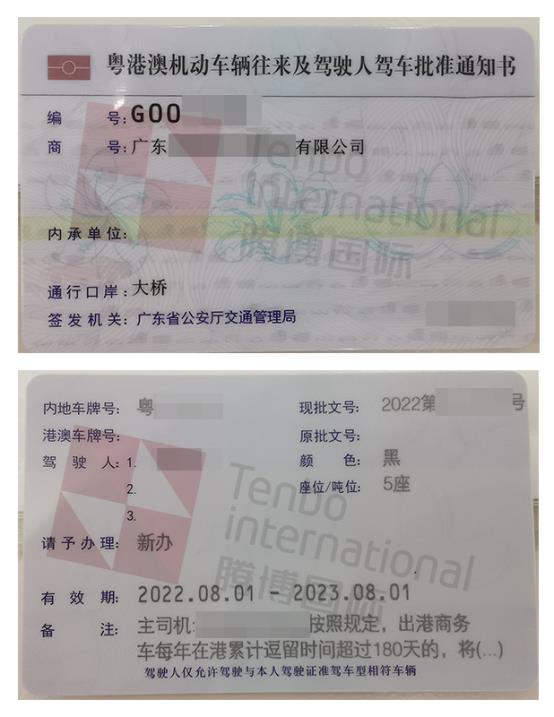 粤港澳机动车辆往来及驾驶人驾车批准通知书
编 号:G00
商 号:广东 有限公司
内承单位:
通行口岸:大桥
签发机关:广东省公安厅交通管理局
Tenbo
international
腾博国际
内地车牌号:粤 现批文号:2022第 号
港澳车牌号: 原批文号:
驾 驶 人:1. 颜 色:黑
2. 座位/吨位:5座
3.
请予办理:新办
有 效 期:2022.08.01 - 2023.08.01
备 注:主司机: 按照规定，出港商务
车每年在港累计逗留时间超过180天的，将(...)
驾驶人仅允许驾驶与本人驾驶证准驾车型相符车辆
Tenbo
international
腾博国际